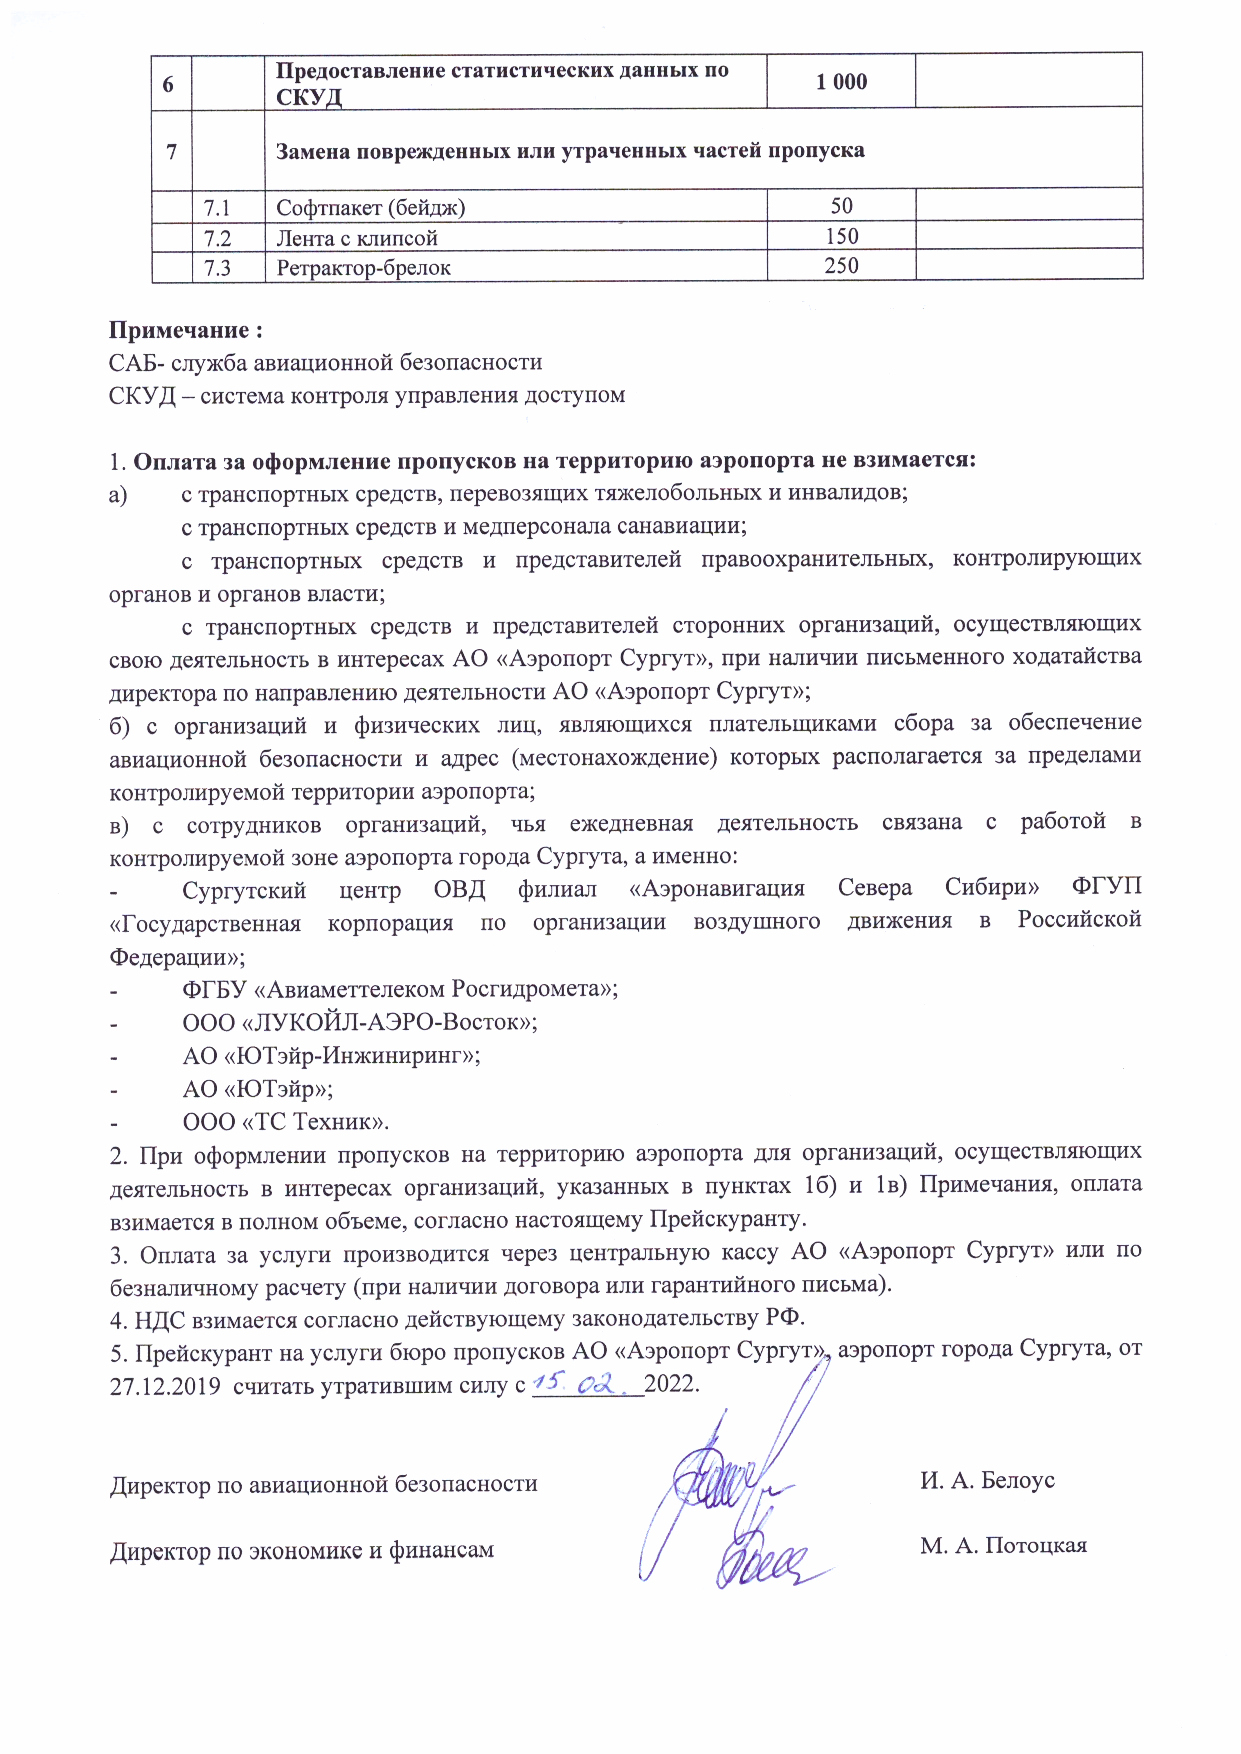 6 Предоставление статистических данных по 1 000
СКУД
7 Замена поврежденных или утраченных частей пропуска
7.1 Софтпакет (бейдж) 50
7.2 Лента с клипсой 150
7.3 Ретрактор-брелок 250
Примечание :
САБ- служба авиационной безопасности
СКУД – система контроля управления доступом
1. Оплата за оформление пропусков на территорию аэропорта не взимается:
а) с транспортных средств, перевозящих тяжелобольных и инвалидов;
с транспортных средств и медперсонала санавиации;
с транспортных средств и представителей правоохранительных, контролирующих
органов и органов власти;
с транспортных средств и представителей сторонних организаций, осуществляющих
свою деятельность в интересах АО «Аэропорт Сургут», при наличии письменного ходатайства
директора по направлению деятельности АО «Аэропорт Сургут»;
б) с организаций и физических лиц, являющихся плательщиками сбора за обеспечение
авиационной безопасности и адрес (местонахождение) которых располагается за пределами
контролируемой территории аэропорта;
в) с сотрудников организаций, чья ежедневная деятельность связана с работой в
контролируемой зоне аэропорта города Сургута, а именно:
- Сургутский центр ОВД филиал «Аэронавигация Севера Сибири» ФГУП
«Государственная корпорация по организации воздушного движения в Российской
Федерации»;
- ФГБУ «Авиаметтелеком Росгидромета»;
- ООО «ЛУКОЙЛ-АЭРО-Восток»;
- АО «ЮТэйр-Инжиниринг»;
- АО «ЮТэйр»;
- ООО «ТС Техник».
2. При оформлении пропусков на территорию аэропорта для организаций, осуществляющих
деятельность в интересах организаций, указанных в пунктах 1б) и 1в) Примечания, оплата
взимается в полном объеме, согласно настоящему Прейскуранту.
3. Оплата за услуги производится через центральную кассу АО «Аэропорт Сургут» или по
безналичному расчету (при наличии договора или гарантийного письма).
4. НДС взимается согласно действующему законодательству РФ.
5. Прейскурант на услуги бюро пропусков АО «Аэропорт Сургут», аэропорт города Сургута, от
27.12.2019 считать утратившим силу с 15.02.2022.
Директор по авиационной безопасности И. А. Белоус
Директор по экономике и финансам М. А. Потоцкая